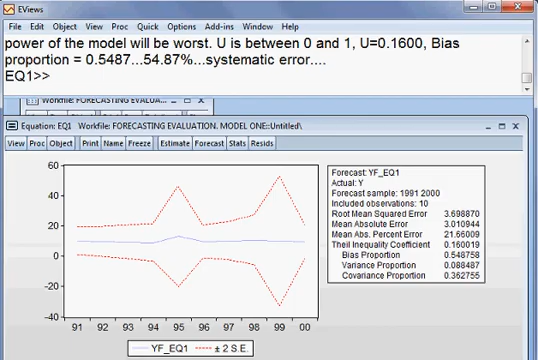 EViews
File Edit Object View Proc Quick Options Add-ins Window Help
power of the model will be worst. U is between 0 and 1, U=0.1600, Bias
proportion = 0.5487...54.87%...systematic error....
EQ1>>
Workfile: FORECASTING EVALUA...
Equation: EQ1 Workfile: FORECASTING EVALUATION. MODEL ONE::Untitled\
View Proc Object Print Name Freeze Estimate Forecast Stats Resids
60
40
20
0
-20
-40
91 92 93 94 95 96 97 98 99 00
YF_EQ1 ± 2 S.E.
Forecast: YF_EQ1
Actual: Y
Forecast sample: 1991 2000
Included observations: 10
Root Mean Squared Error 3.698870
Mean Absolute Error 3.010944
Mean Abs. Percent Error 21.66009
Theil Inequality Coefficient 0.160019
Bias Proportion 0.548758
Variance Proportion 0.088487
Covariance Proportion 0.362755